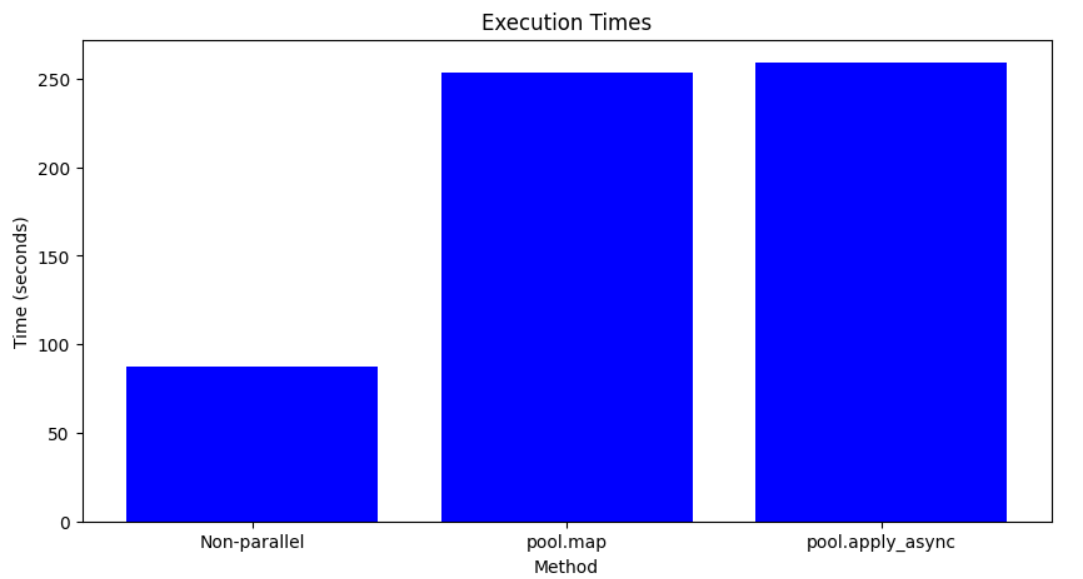 Execution Times
Time (seconds)
250
200
150
100
50
0
Non-parallel pool.map pool.apply_async
Method